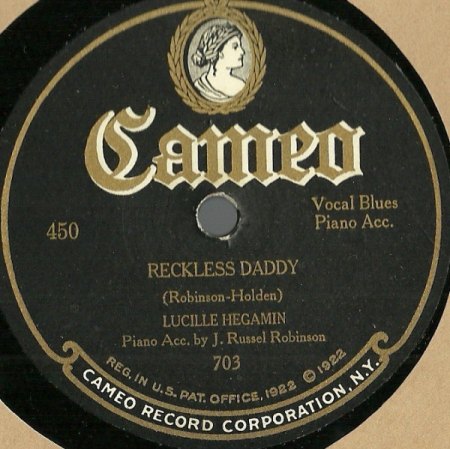 Cameo
Vocal Blues
Piano Acc.
450
RECKLESS DADDY
(Robinson-Holden)
LUCILLE HEGAMIN
Piano Acc. by J. Russel Robinson
703
REG. IN U.S. PAT. OFFICE, 1922 © 1922
CAMEO RECORD CORPORATION, N.Y.